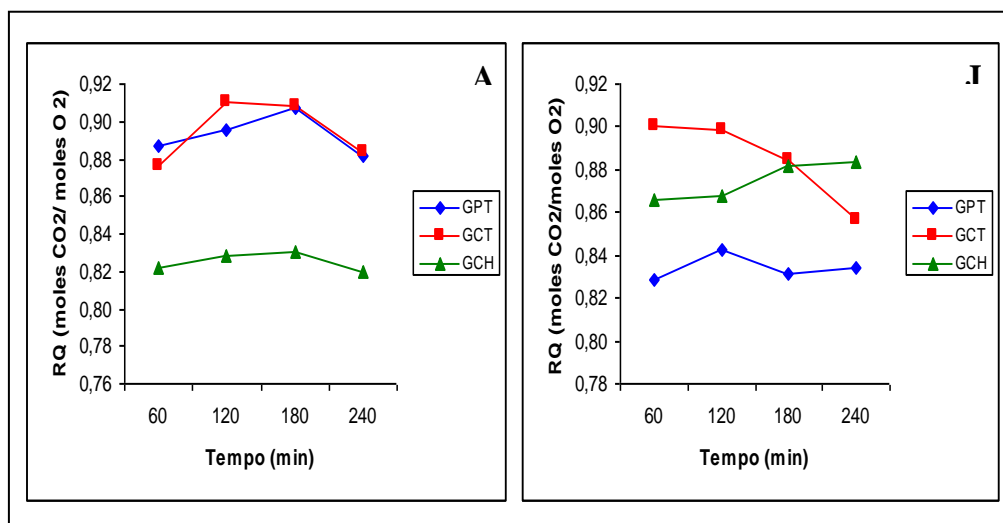 A
RQ (moles CO2/ moles O 2)
0,92
0,90
0,88
0,86
0,84
0,82
0,80
0,78
0,76
60 120 180 240
Tempo (min)
GPT
GCT
GCH
J
RQ (moles CO2/moles O2)
0,92
0,90
0,88
0,86
0,84
0,82
0,80
0,78
60 120 180 240
Tempo (min)
GPT
GCT
GCH